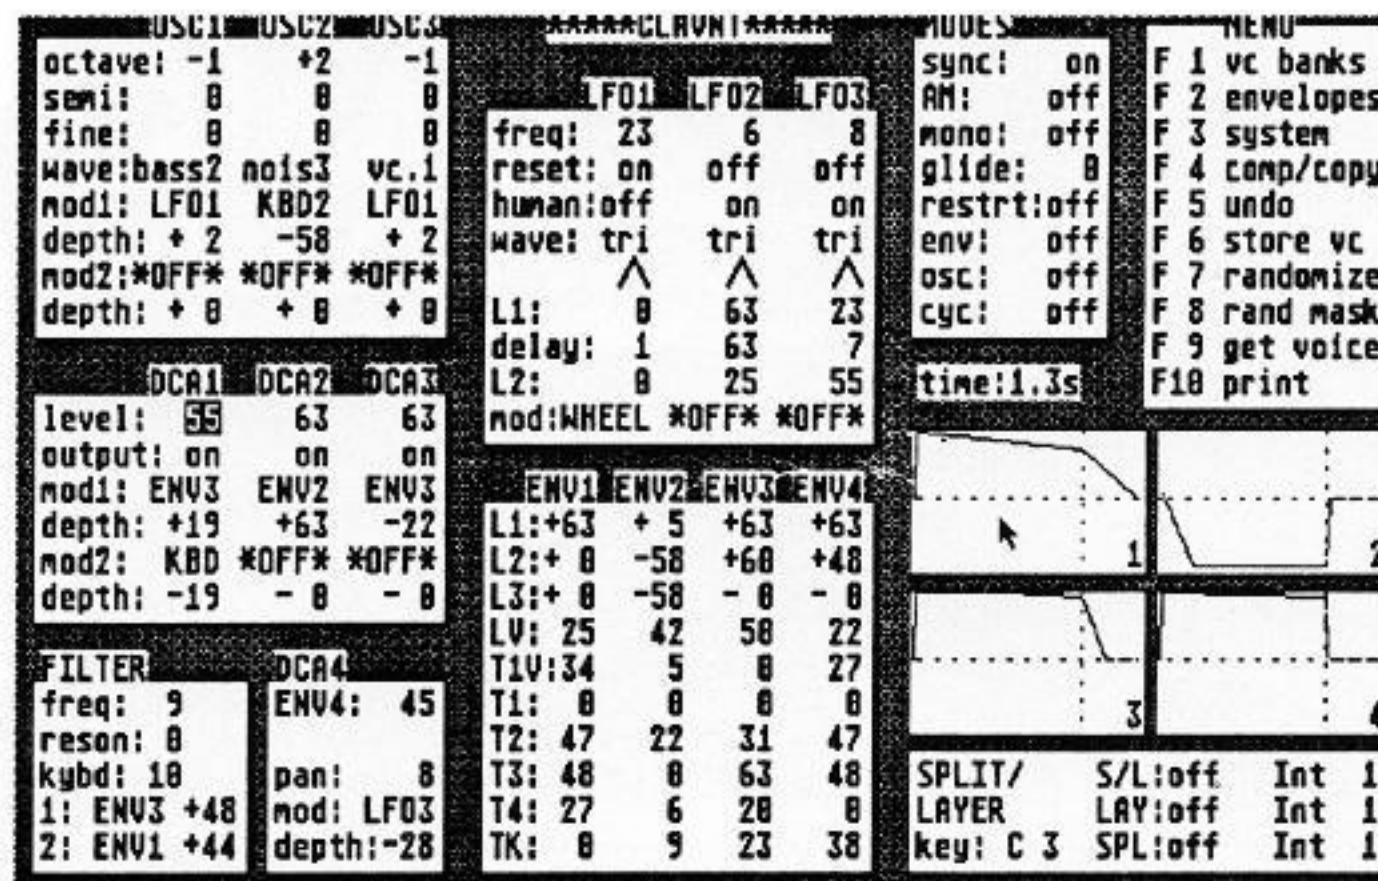 OSC1 OSC2 OSC3
octave: -1 +2 -1
semi: 0 0 0
fine: 0 0 0
wave:bass2 nois3 vc.1
mod1: LFO1 KBD2 LFO1
depth: + 2 -58 + 2
mod2:*OFF* *OFF* *OFF*
depth: + 0 + 0 + 0
DCA1 DCA2 DCA3
level: 55 63 63
output: on on on
mod1: ENV3 ENV2 ENV3
depth: +19 +63 -22
mod2: KBD *OFF* *OFF*
depth: -19 - 0 - 0
FILTER
freq: 9
reson: 0
kybd: 10
1: ENV3 +48
2: ENV1 +44
DCA4
ENV4: 45
pan: 8
mod: LFO3
depth:-28
*****CLAVNT*****
LFO1 LFO2 LFO3
freq: 23 6 8
reset: on off off
human:off on on
wave: tri tri tri
L1: 0 63 23
delay: 1 63 7
L2: 0 25 55
mod:WHEEL *OFF* *OFF*
ENV1 ENV2 ENV3 ENV4
L1:+63 + 5 +63 +63
L2:+ 0 -58 +60 +48
L3:+ 0 -58 - 0 - 0
LV: 25 42 50 22
T1V:34 5 0 27
T1: 0 0 0 0
T2: 47 22 31 47
T3: 48 0 63 48
T4: 27 6 20 0
TK: 0 9 23 38
MODES
sync: on
AM: off
mono: off
glide: 0
restrt:off
env: off
osc: off
cyc: off
time:1.3s
MENU
F 1 vc banks
F 2 envelopes
F 3 system
F 4 comp/copy
F 5 undo
F 6 store vc
F 7 randomize
F 8 rand mask
F 9 get voice
F10 print
1
2
3
4
SPLIT/ S/L:off Int 1
LAYER LAY:off Int 1
key: C 3 SPL:off Int 1